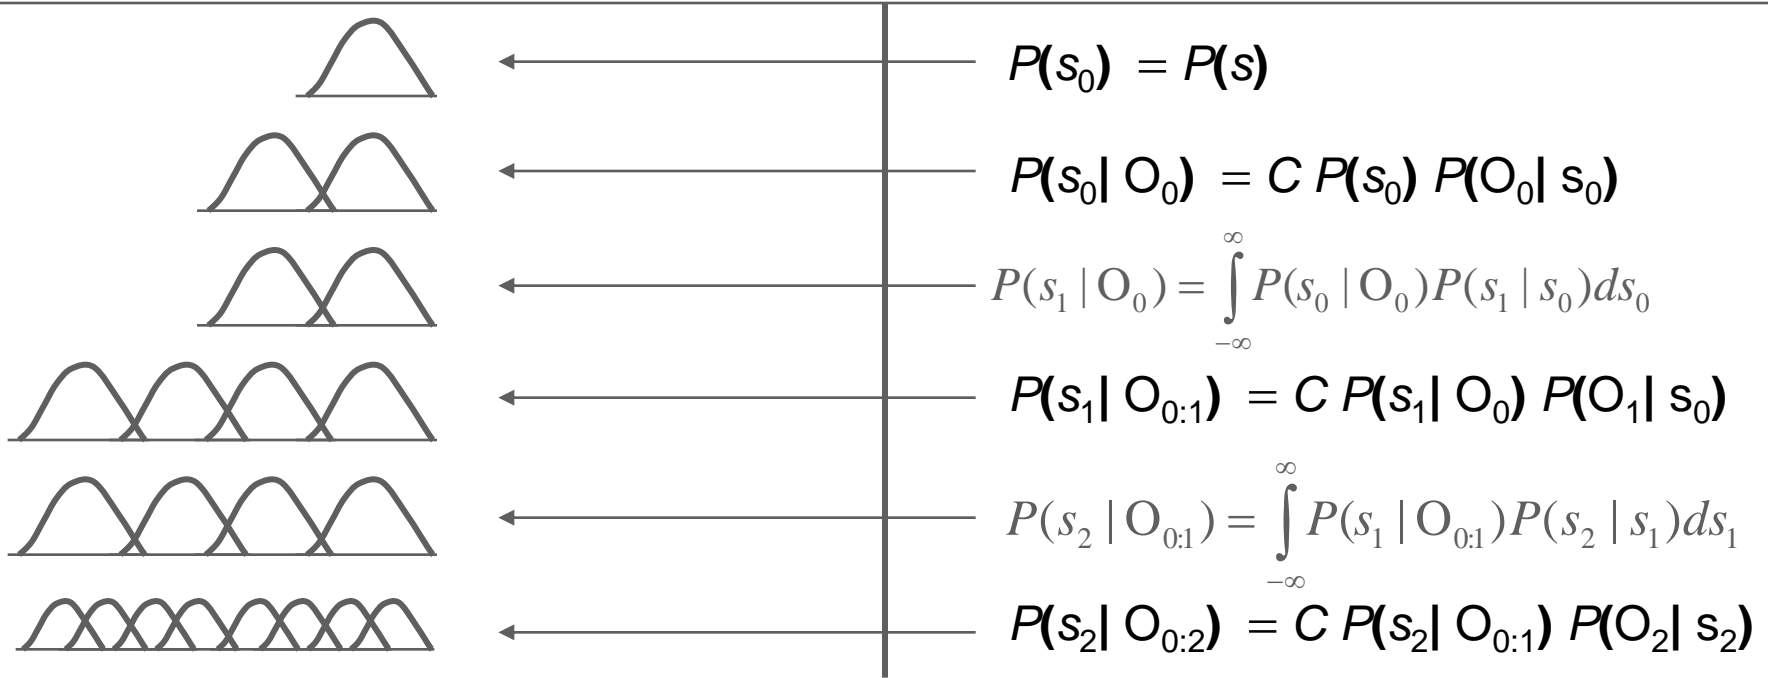 P(s₀) = P(s)
P(s₀| O₀) = C P(s₀) P(O₀| s₀)
P(s₁ | O₀) = ∫_{−∞}^{∞} P(s₀ | O₀)P(s₁ | s₀)ds₀
P(s₁| O₀:₁) = C P(s₁| O₀) P(O₁| s₀)
P(s₂ | O₀:₁) = ∫_{−∞}^{∞} P(s₁ | O₀:₁)P(s₂ | s₁)ds₁
P(s₂| O₀:₂) = C P(s₂| O₀:₁) P(O₂| s₂)